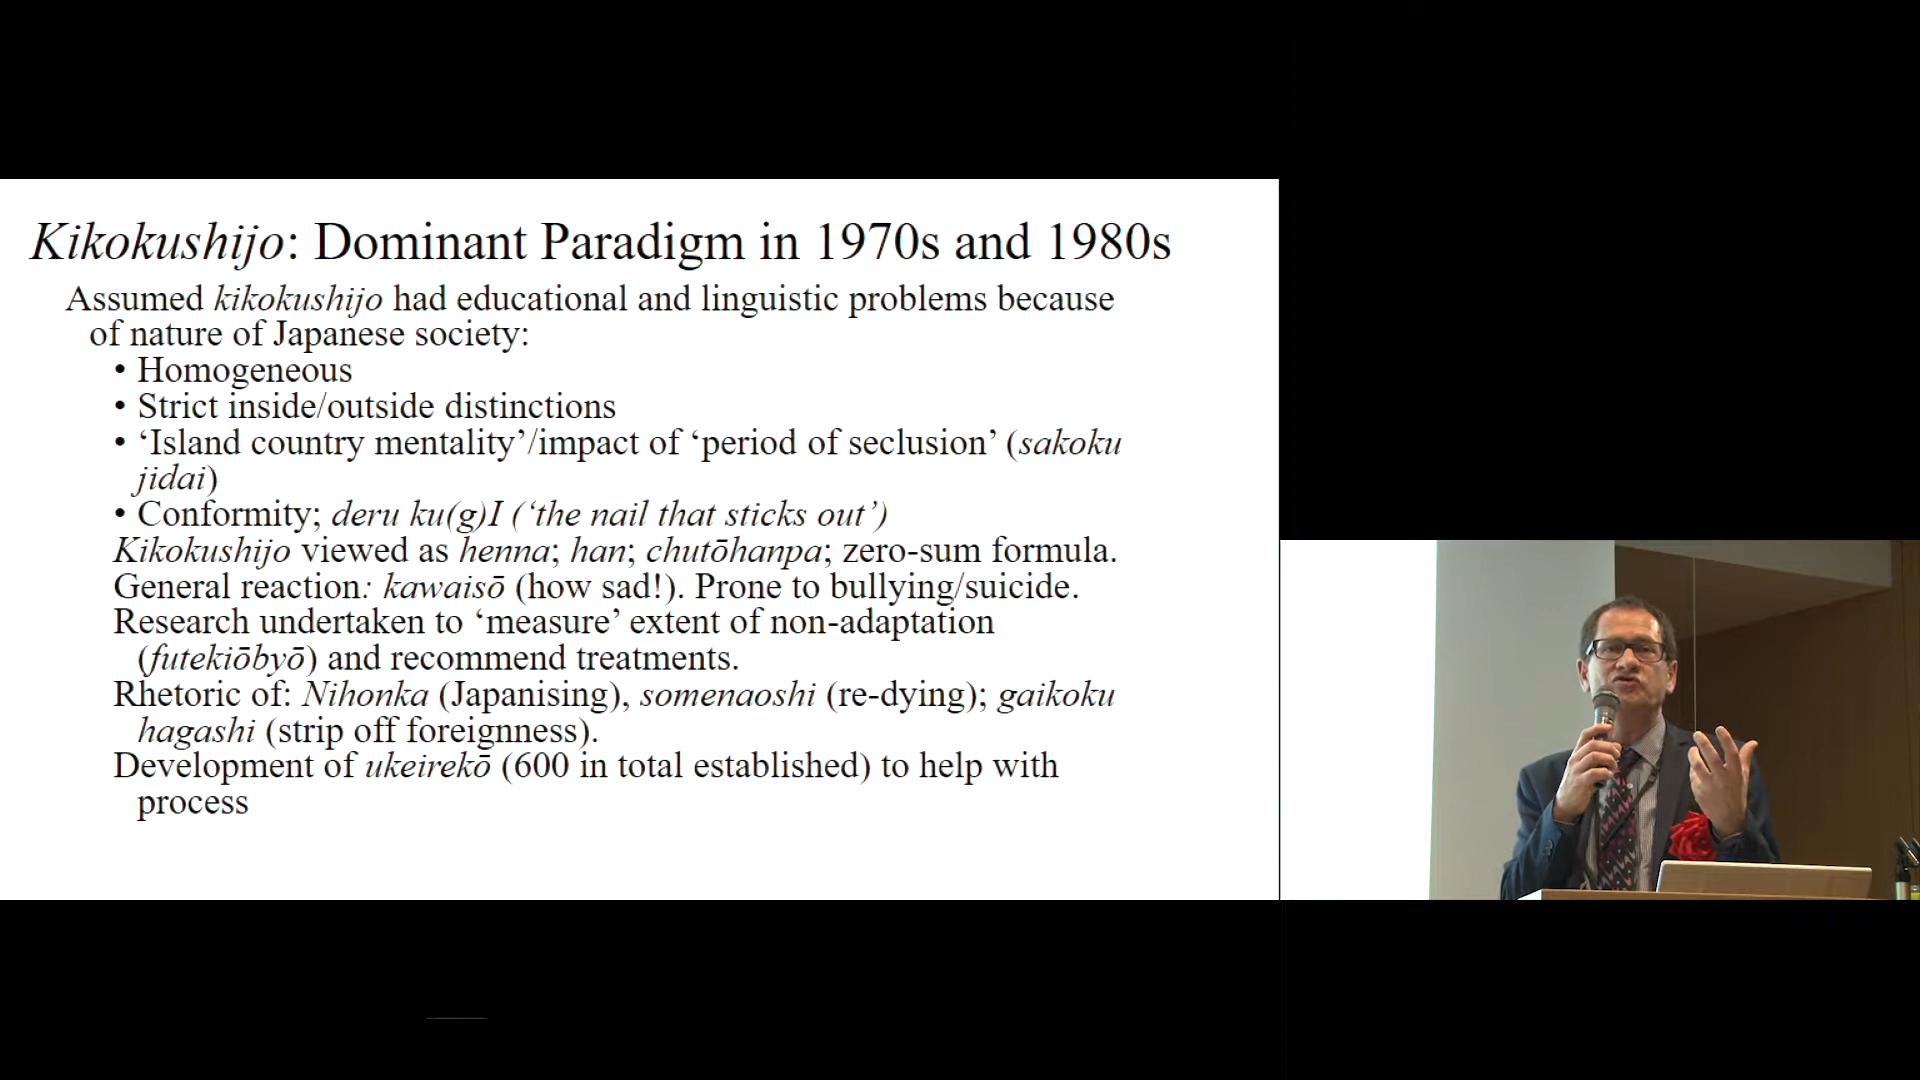 Kikokushijo: Dominant Paradigm in 1970s and 1980s
Assumed kikokushijo had educational and linguistic problems because
of nature of Japanese society:
• Homogeneous
• Strict inside/outside distinctions
• ‘Island country mentality’/impact of ‘period of seclusion’ (sakoku
jidai)
• Conformity; deru ku(g)I (‘the nail that sticks out’)
Kikokushijo viewed as henna; han; chutōhanpa; zero-sum formula.
General reaction: kawaisō (how sad!). Prone to bullying/suicide.
Research undertaken to ‘measure’ extent of non-adaptation
(futekiōbyō) and recommend treatments.
Rhetoric of: Nihonka (Japanising), somenaoshi (re-dying); gaikoku
hagashi (strip off foreignness).
Development of ukeirekō (600 in total established) to help with
process